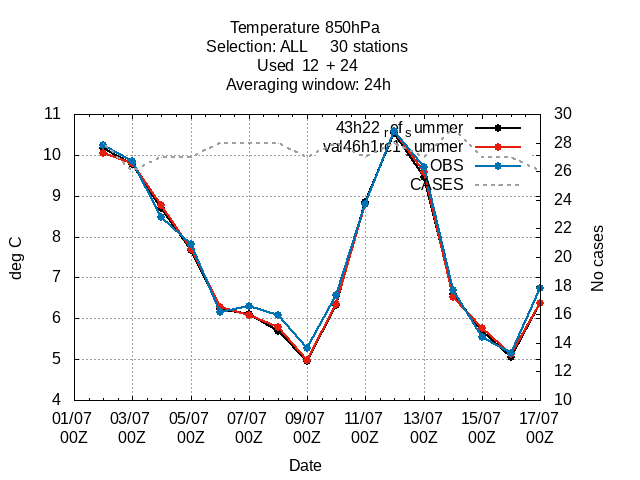 Temperature 850hPa
Selection: ALL 30 stations
Used 12 + 24
Averaging window: 24h
11
10
9
8
7
6
5
4
deg C
30
28
26
24
22
20
18
16
14
12
10
No cases
43h22_ref_summer
val46h1rc1_summer
OBS
CASES
01/07 03/07 05/07 07/07 09/07 11/07 13/07 15/07 17/07
00Z 00Z 00Z 00Z 00Z 00Z 00Z 00Z 00Z
Date